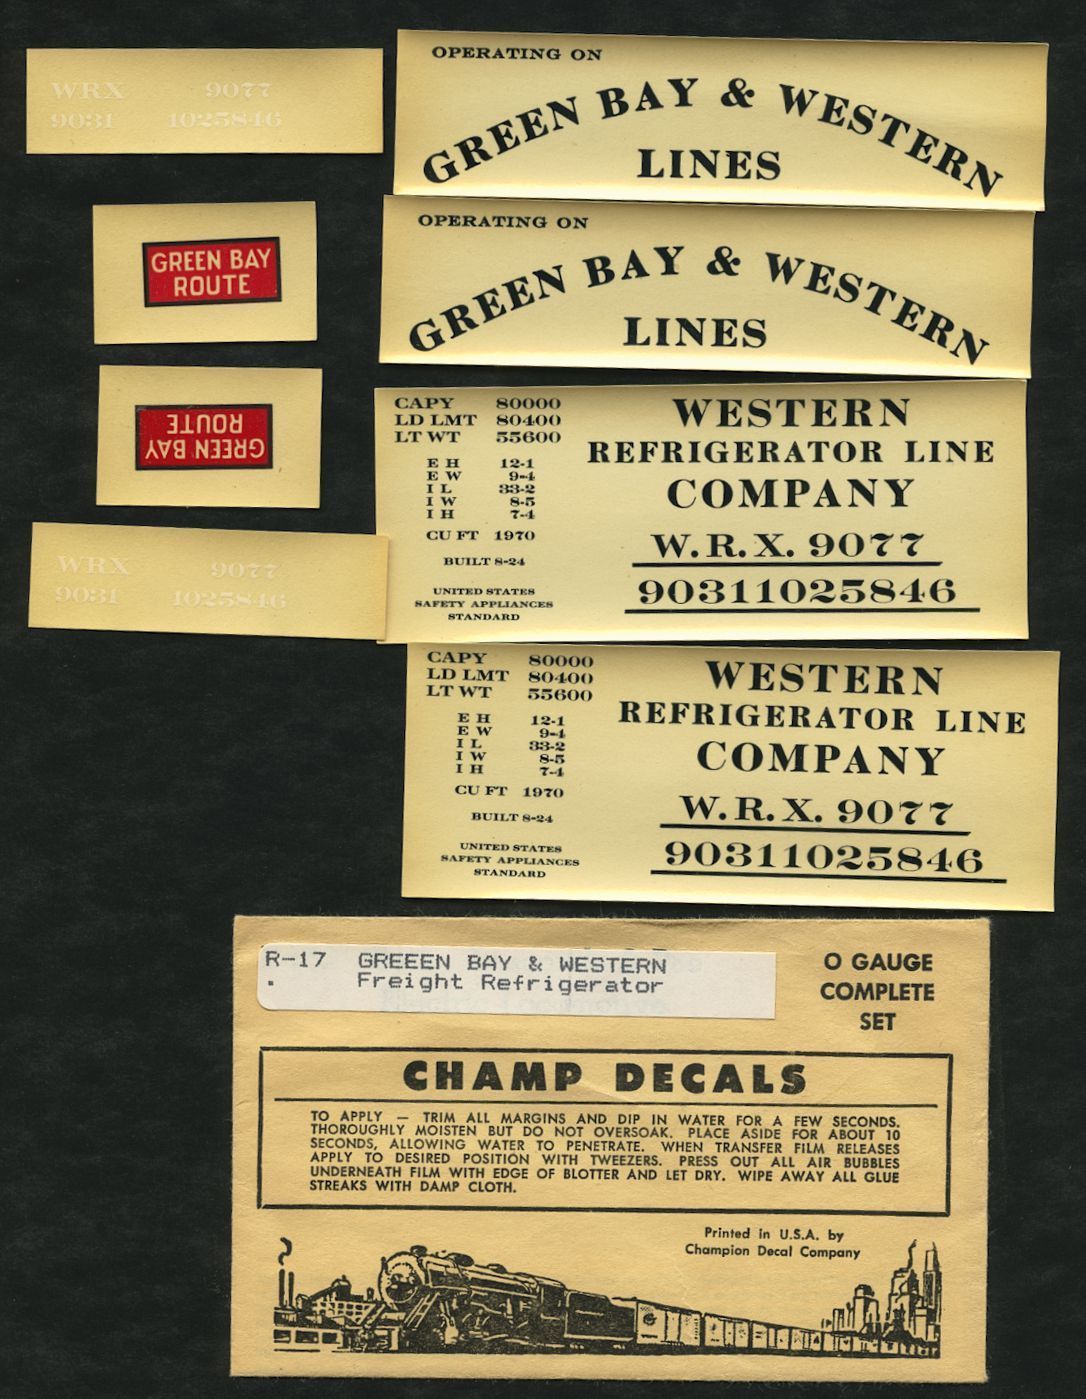 WRX 9077
9031 1025846
GREEN BAY
ROUTE
GREEN BAY
ROUTE
WRX 9077
9031 1025846
OPERATING ON
GREEN BAY & WESTERN
LINES
OPERATING ON
GREEN BAY & WESTERN
LINES
CAPY 80000
LD LMT 80400
LT WT 55600
E H 12-1
E W 9-4
I L 33-2
I W 8-5
I H 7-4
CU FT 1970
BUILT 8-24
UNITED STATES
SAFETY APPLIANCES
STANDARD
WESTERN
REFRIGERATOR LINE
COMPANY
W.R.X. 9077
90311025846
CAPY 80000
LD LMT 80400
LT WT 55600
E H 12-1
E W 9-4
I L 33-2
I W 8-5
I H 7-4
CU FT 1970
BUILT 8-24
UNITED STATES
SAFETY APPLIANCES
STANDARD
WESTERN
REFRIGERATOR LINE
COMPANY
W.R.X. 9077
90311025846
R-17 GREEEN BAY & WESTERN
. Freight Refrigerator
O GAUGE
COMPLETE
SET
CHAMP DECALS
TO APPLY — TRIM ALL MARGINS AND DIP IN WATER FOR A FEW SECONDS.
THOROUGHLY MOISTEN BUT DO NOT OVERSOAK. PLACE ASIDE FOR ABOUT 10
SECONDS, ALLOWING WATER TO PENETRATE. WHEN TRANSFER FILM RELEASES
APPLY TO DESIRED POSITION WITH TWEEZERS. PRESS OUT ALL AIR BUBBLES
UNDERNEATH FILM WITH EDGE OF BLOTTER AND LET DRY. WIPE AWAY ALL GLUE
STREAKS WITH DAMP CLOTH.
Printed in U.S.A. by
Champion Decal Company